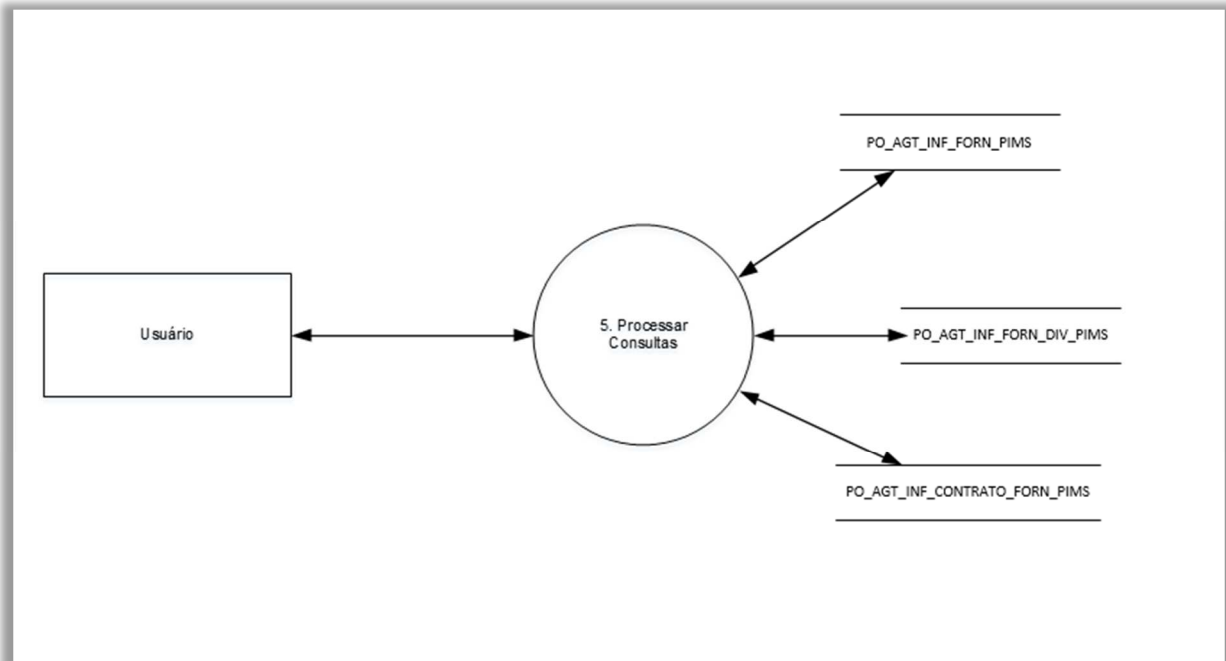 PO_AGT_INF_FORN_PIMS
Usuário
5. Processar
Consultas
PO_AGT_INF_FORN_DIV_PIMS
PO_AGT_INF_CONTRATO_FORN_PIMS